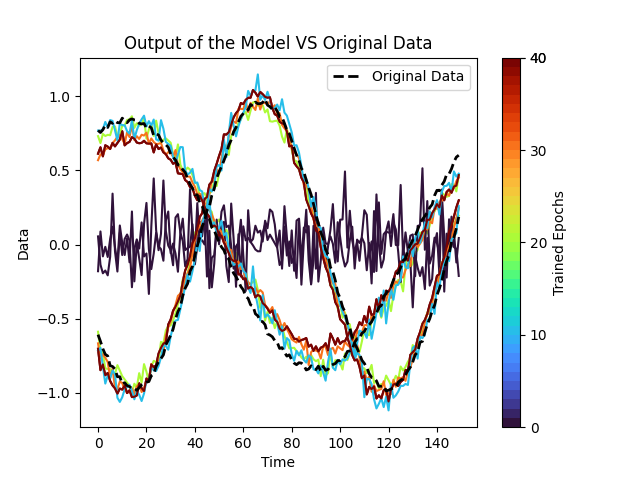 Output of the Model VS Original Data
Original Data
Data
1.0
0.5
0.0
−0.5
−1.0
0 20 40 60 80 100 120 140
Time
40
30
20
10
0
Trained Epochs